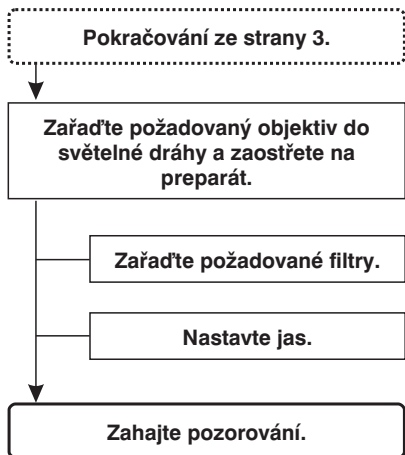 Pokračování ze strany 3.
Zařaďte požadovaný objektiv do
světelné dráhy a zaostřete na
preparát.
Zařaďte požadované filtry.
Nastavte jas.
Zahajte pozorování.